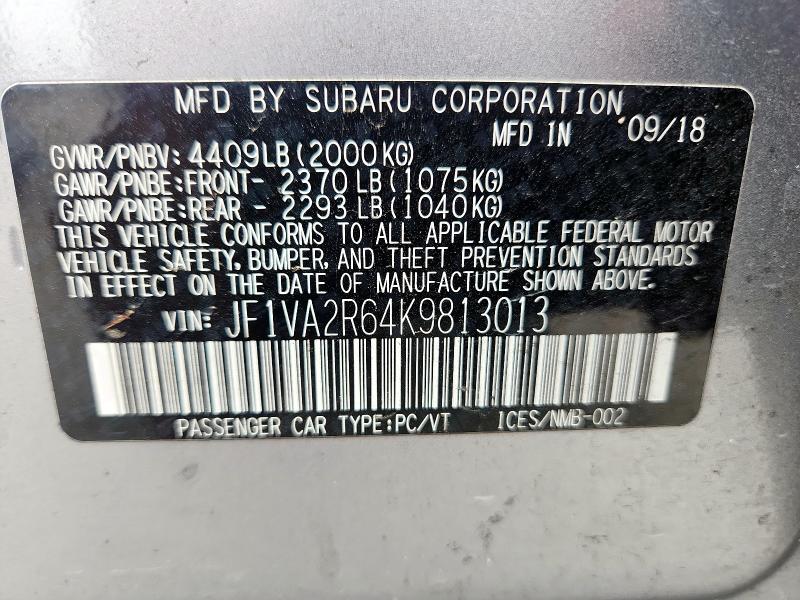 MFD BY SUBARU CORPORATION
MFD IN 09/18
GVWR/PNBV: 4409LB(2000KG)
GAWR/PNBE:FRONT- 2370LB(1075KG)
GAWR/PNBE:REAR - 2293LB(1040KG)
THIS VEHICLE CONFORMS TO ALL APPLICABLE FEDERAL MOTOR
VEHICLE SAFETY, BUMPER, AND THEFT PREVENTION STANDARDS
IN EFFECT ON THE DATE OF MANUFACTURE SHOWN ABOVE.
VIN: JF1VA2R64K9813013
PASSENGER CAR TYPE:PC/VT ICES/NMB-002